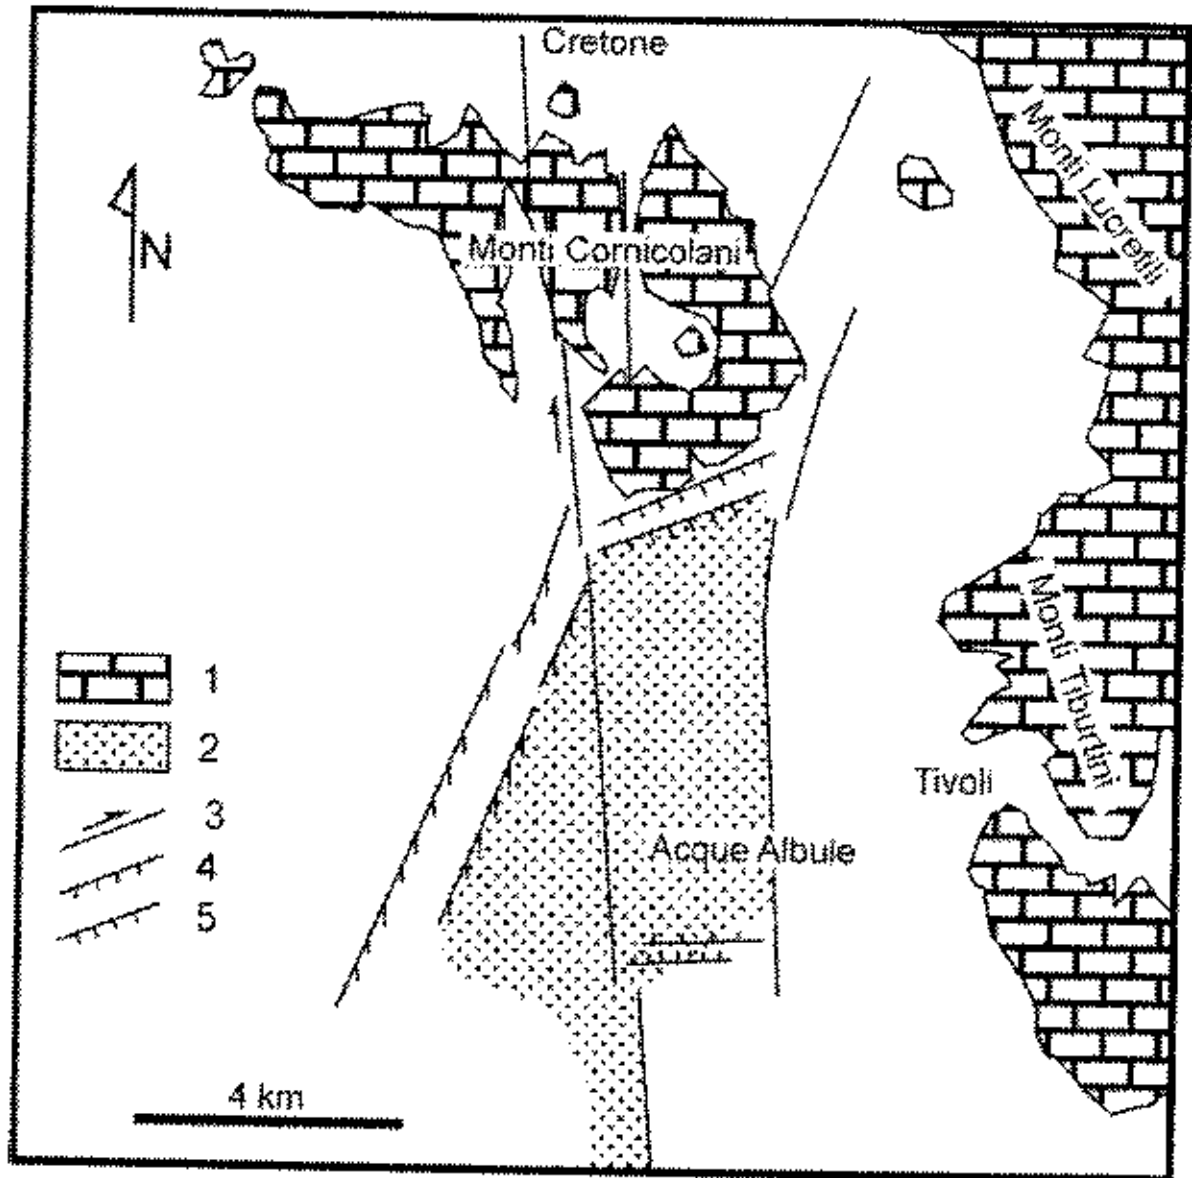 Cretone
Monti Lucretili
N
Monti Cornicolani
Monti Tiburtini
1
2
Tivoli
3
Acque Albule
4
5
4 km